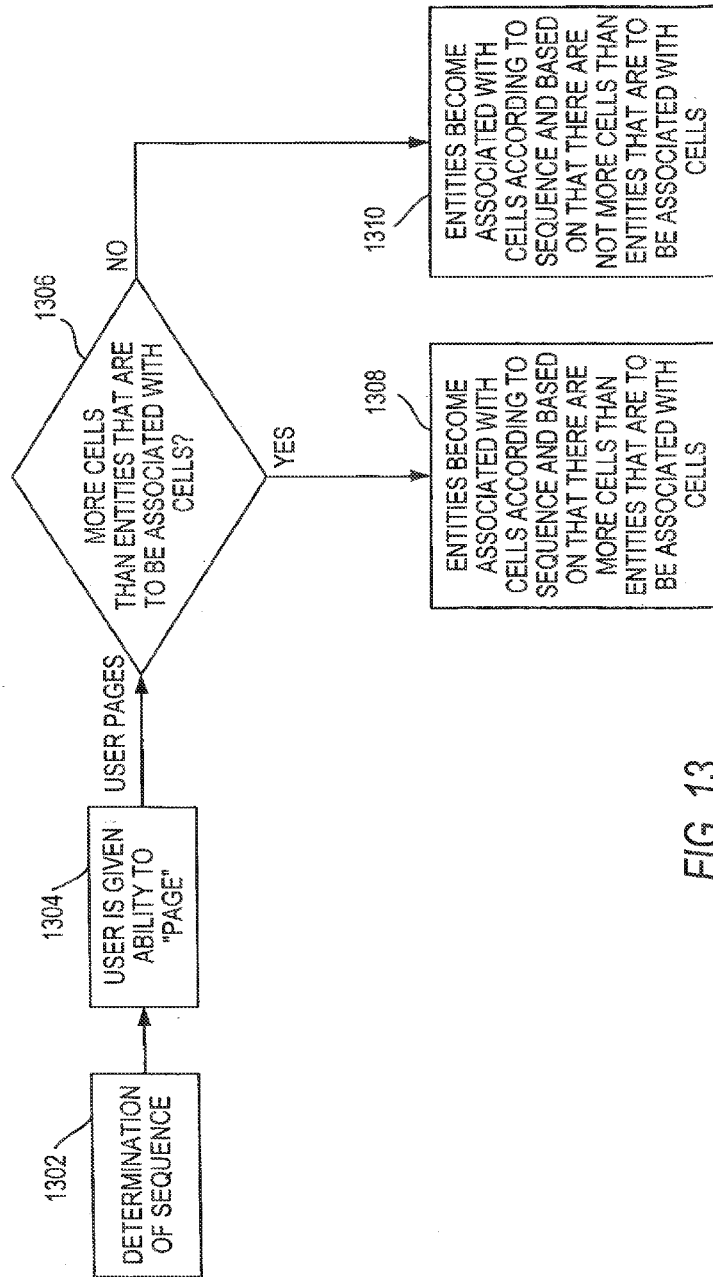 1302
DETERMINATION
OF SEQUENCE
1304
USER IS GIVEN
ABILITY TO
"PAGE"
USER PAGES
1306
MORE CELLS
THAN ENTITIES THAT ARE
TO BE ASSOCIATED WITH
CELLS?
YES
NO
1308
ENTITIES BECOME
ASSOCIATED WITH
CELLS ACCORDING TO
SEQUENCE AND BASED
ON THAT THERE ARE
MORE CELLS THAN
ENTITIES THAT ARE TO
BE ASSOCIATED WITH
CELLS
1310
ENTITIES BECOME
ASSOCIATED WITH
CELLS ACCORDING TO
SEQUENCE AND BASED
ON THAT THERE ARE
NOT MORE CELLS THAN
ENTITIES THAT ARE TO
BE ASSOCIATED WITH
CELLS
FIG. 13